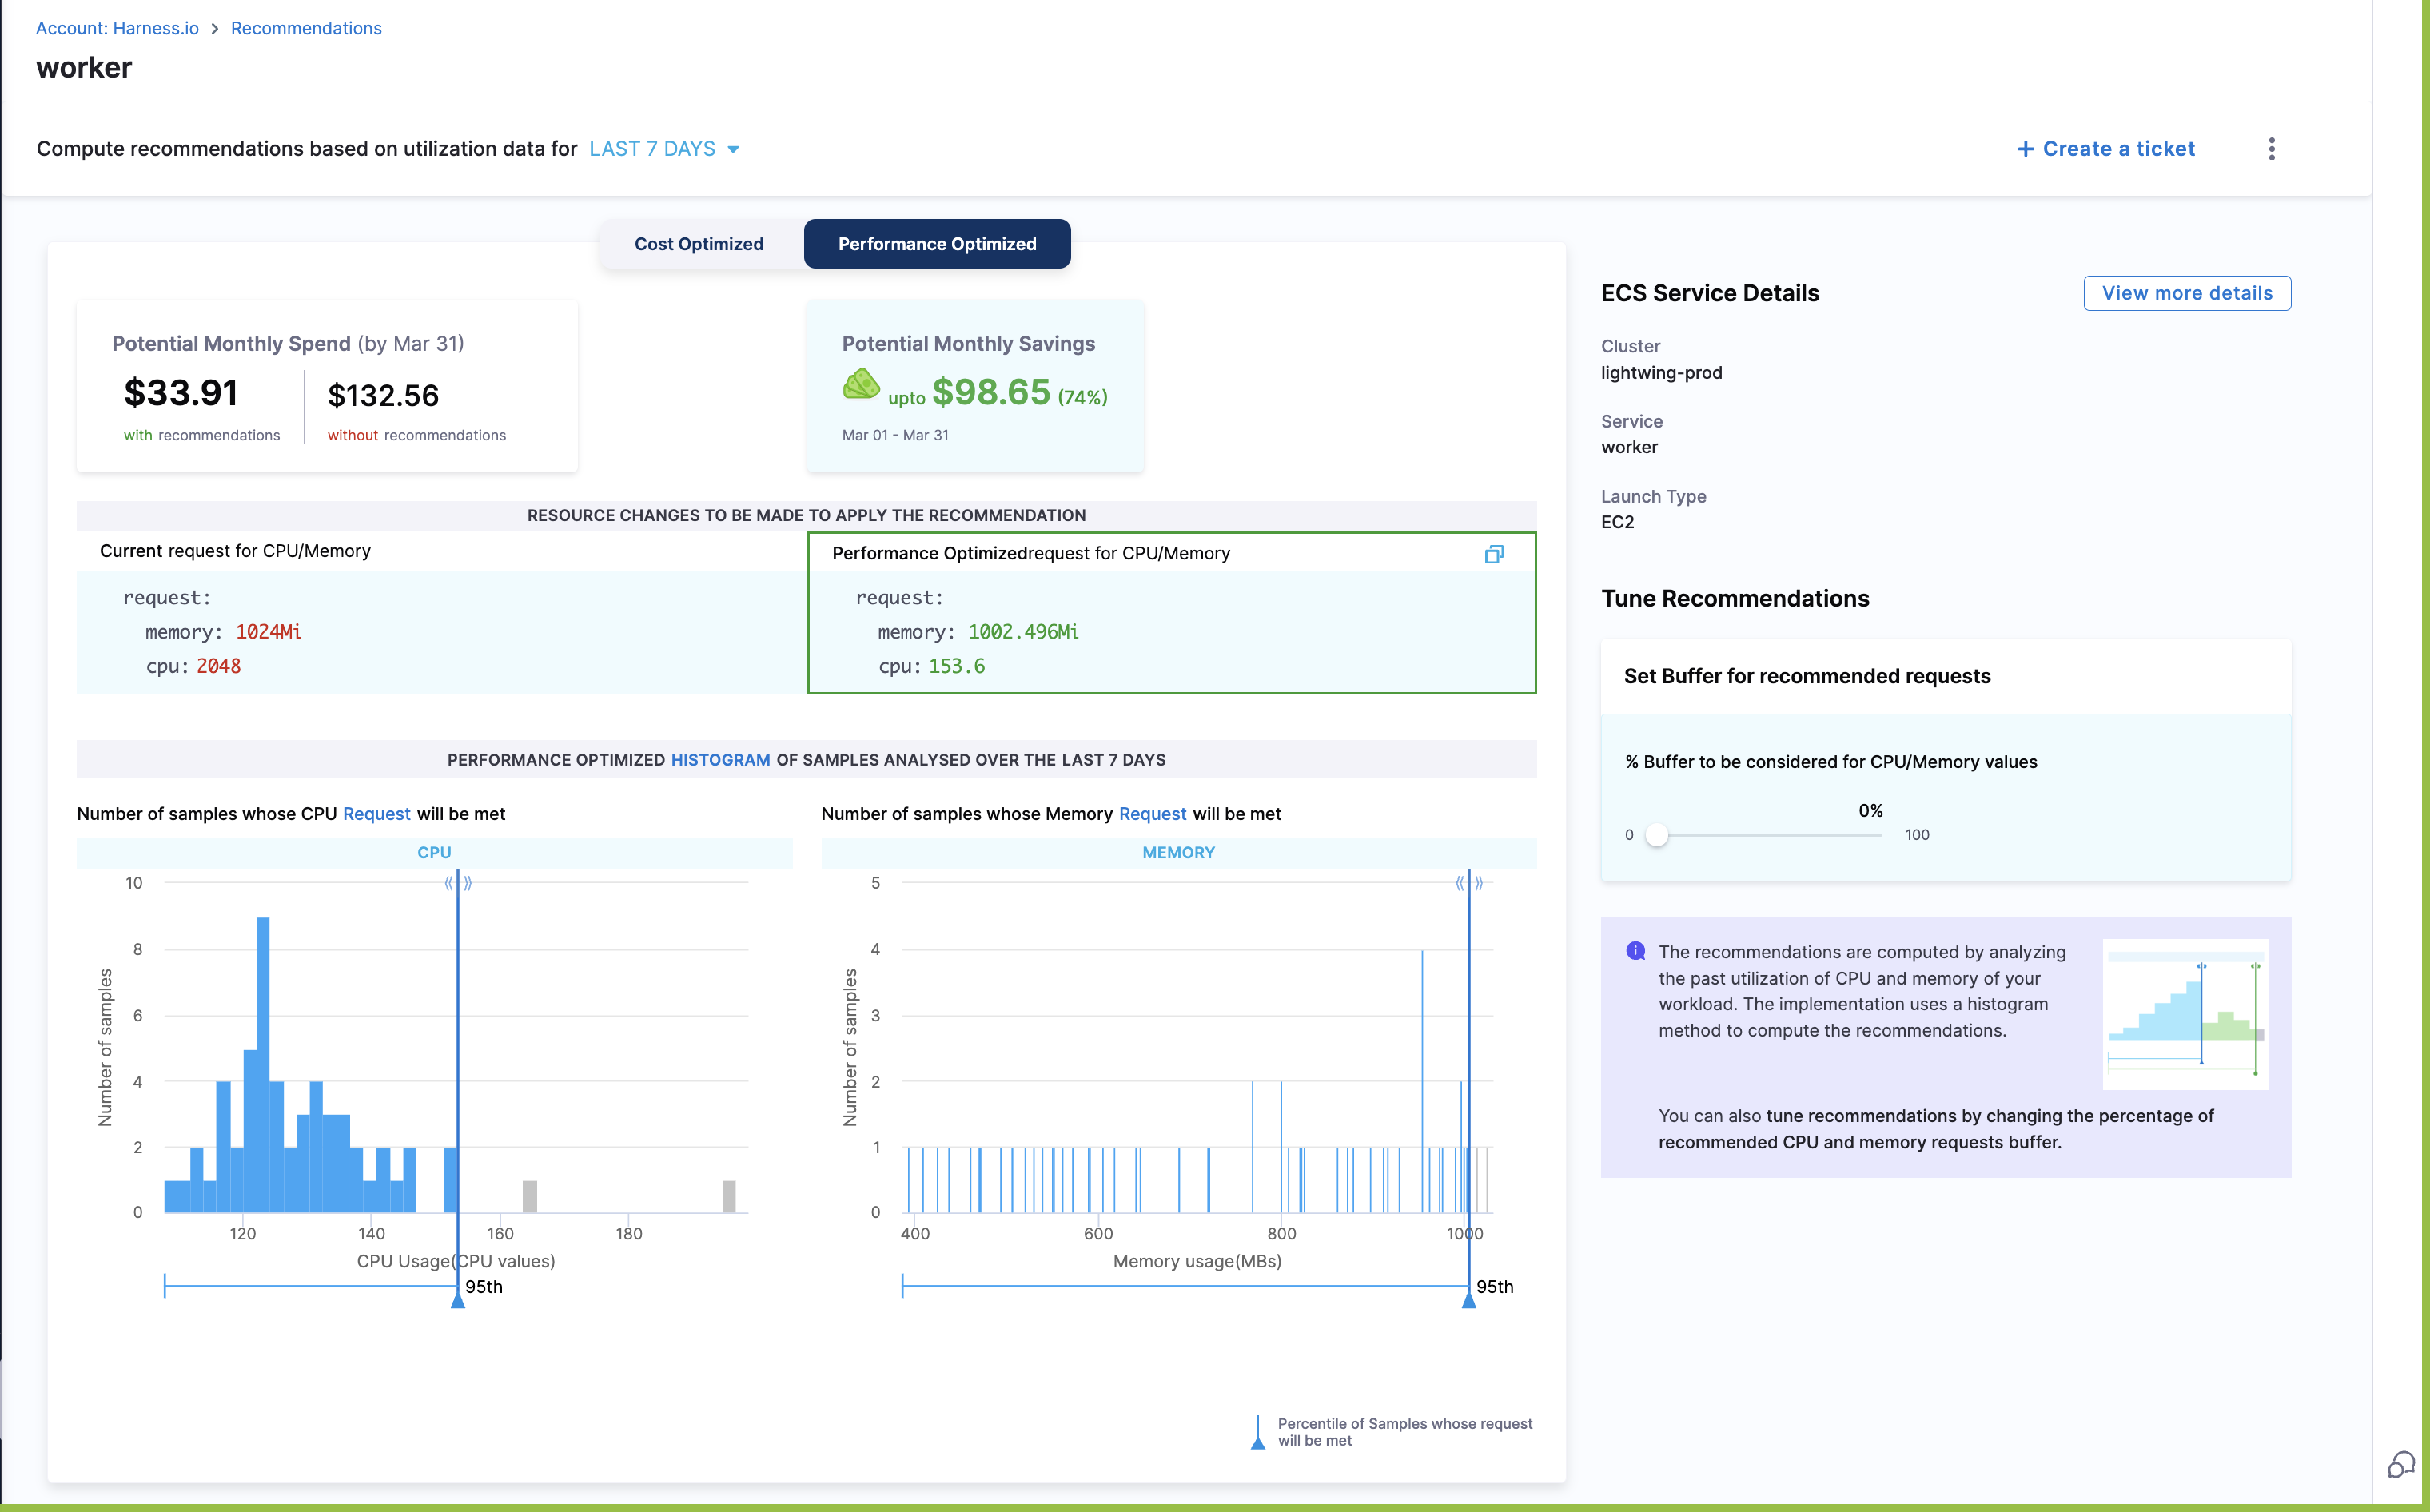 Account: Harness.io > Recommendations
worker
Compute recommendations based on utilization data for LAST 7 DAYS
+ Create a ticket
Cost Optimized
Performance Optimized
Potential Monthly Spend (by Mar 31)
$33.91
with recommendations
$132.56
without recommendations
Potential Monthly Savings
upto $98.65 (74%)
Mar 01 - Mar 31
RESOURCE CHANGES TO BE MADE TO APPLY THE RECOMMENDATION
Current request for CPU/Memory
request:
memory: 1024Mi
cpu: 2048
Performance Optimizedrequest for CPU/Memory
request:
memory: 1002.496Mi
cpu: 153.6
PERFORMANCE OPTIMIZED HISTOGRAM OF SAMPLES ANALYSED OVER THE LAST 7 DAYS
Number of samples whose CPU Request will be met
CPU
10
8
6
4
2
0
Number of samples
120 140 160 180
CPU Usage(CPU values)
95th
Number of samples whose Memory Request will be met
MEMORY
5
4
3
2
1
0
Number of samples
400 600 800 1000
Memory usage(MBs)
95th
Percentile of Samples whose request
will be met
ECS Service Details
View more details
Cluster
lightwing-prod
Service
worker
Launch Type
EC2
Tune Recommendations
Set Buffer for recommended requests
% Buffer to be considered for CPU/Memory values
0%
0 100
The recommendations are computed by analyzing
the past utilization of CPU and memory of your
workload. The implementation uses a histogram
method to compute the recommendations.
You can also tune recommendations by changing the percentage of
recommended CPU and memory requests buffer.